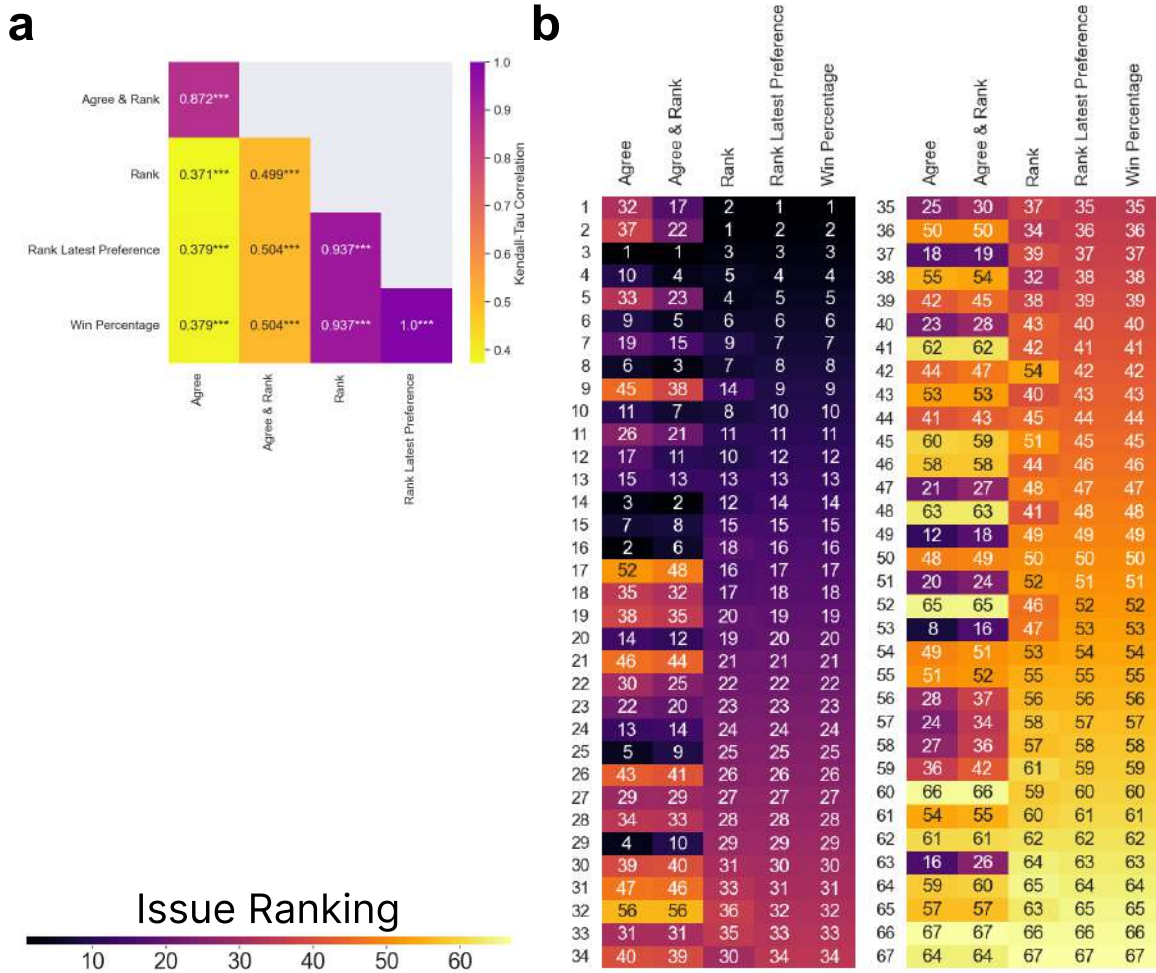 a
Agree & Rank
Rank
Rank Latest Preference
Win Percentage
0.872***
0.371*** 0.499***
0.379*** 0.504*** 0.937***
0.379*** 0.504*** 0.937*** 1.0***
Agree
Agree & Rank
Rank
Rank Latest Preference
1.0
0.9
0.8
0.7
0.6
0.5
0.4
Kendall-Tau Correlation
Issue Ranking
10 20 30 40 50 60
b
Agree
Agree & Rank
Rank
Rank Latest Preference
Win Percentage
1 32 17 2 1 1
2 37 22 1 2 2
3 1 1 3 3 3
4 10 4 5 4 4
5 33 23 4 5 5
6 9 5 6 6 6
7 19 15 9 7 7
8 6 3 7 8 8
9 45 38 14 9 9
10 11 7 8 10 10
11 26 21 11 11 11
12 17 11 10 12 12
13 15 13 13 13 13
14 3 2 12 14 14
15 7 8 15 15 15
16 2 6 18 16 16
17 52 48 16 17 17
18 35 32 17 18 18
19 38 35 20 19 19
20 14 12 19 20 20
21 46 44 21 21 21
22 30 25 22 22 22
23 22 20 23 23 23
24 13 14 24 24 24
25 5 9 25 25 25
26 43 41 26 26 26
27 29 29 27 27 27
28 34 33 28 28 28
29 4 10 29 29 29
30 39 40 31 30 30
31 47 46 33 31 31
32 56 56 36 32 32
33 31 31 35 33 33
34 40 39 30 34 34
Agree
Agree & Rank
Rank
Rank Latest Preference
Win Percentage
35 25 30 37 35 35
36 50 50 34 36 36
37 18 19 39 37 37
38 55 54 32 38 38
39 42 45 38 39 39
40 23 28 43 40 40
41 62 62 42 41 41
42 44 47 54 42 42
43 53 53 40 43 43
44 41 43 45 44 44
45 60 59 51 45 45
46 58 58 44 46 46
47 21 27 48 47 47
48 63 63 41 48 48
49 12 18 49 49 49
50 48 49 50 50 50
51 20 24 52 51 51
52 65 65 46 52 52
53 8 16 47 53 53
54 49 51 53 54 54
55 51 52 55 55 55
56 28 37 56 56 56
57 24 34 58 57 57
58 27 36 57 58 58
59 36 42 61 59 59
60 66 66 59 60 60
61 54 55 60 61 61
62 61 61 62 62 62
63 16 26 64 63 63
64 59 60 65 64 64
65 57 57 63 65 65
66 67 67 66 66 66
67 64 64 67 67 67